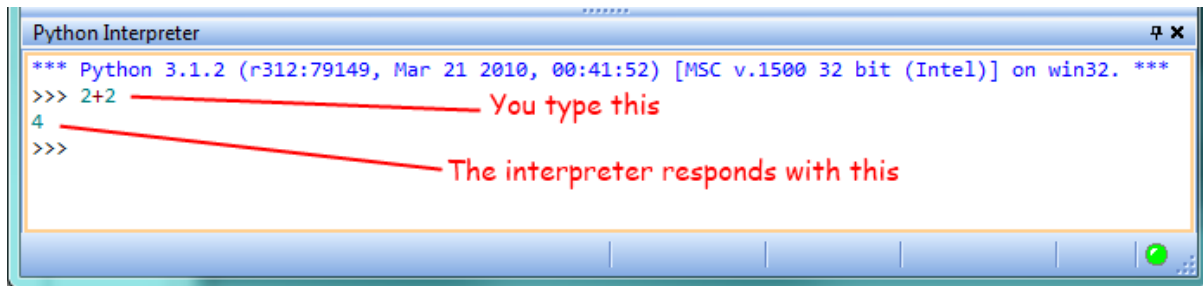 Python Interpreter
*** Python 3.1.2 (r312:79149, Mar 21 2010, 00:41:52) [MSC v.1500 32 bit (Intel)] on win32. ***
>>> 2+2
You type this
4
>>>
The interpreter responds with this